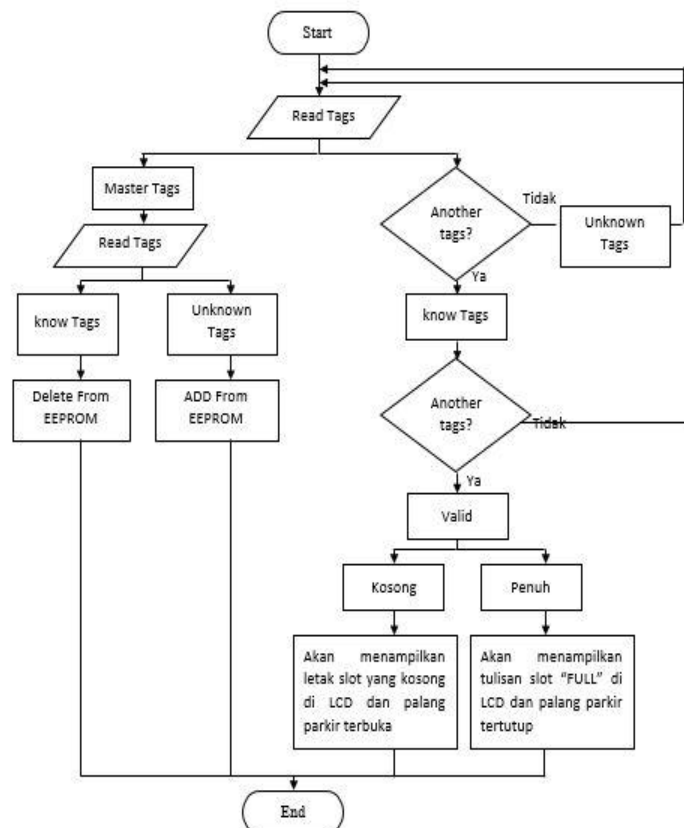 Start
Read Tags
Master Tags
Another
tags?
Tidak
Unknown
Tags
Read Tags
Ya
know Tags
Unknown
Tags
know Tags
Delete From
EEPROM
ADD From
EEPROM
Another
tags?
Tidak
Ya
Valid
Kosong
Penuh
Akan menampilkan
letak slot yang kosong
di LCD dan palang
parkir terbuka
Akan menampilkan
tulisan slot “FULL” di
LCD dan palang parkir
tertutup
End